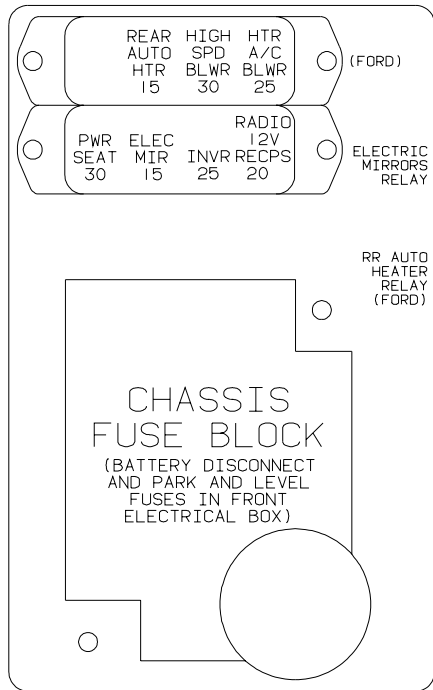 REAR HIGH HTR
AUTO SPD A/C
HTR BLWR BLWR
15 30 25
(FORD)
RADIO
PWR ELEC 12V
SEAT MIR INVR RECPS
30 15 25 20
ELECTRIC
MIRRORS
RELAY
RR AUTO
HEATER
RELAY
(FORD)
CHASSIS
FUSE BLOCK
(BATTERY DISCONNECT
AND PARK AND LEVEL
FUSES IN FRONT
ELECTRICAL BOX)